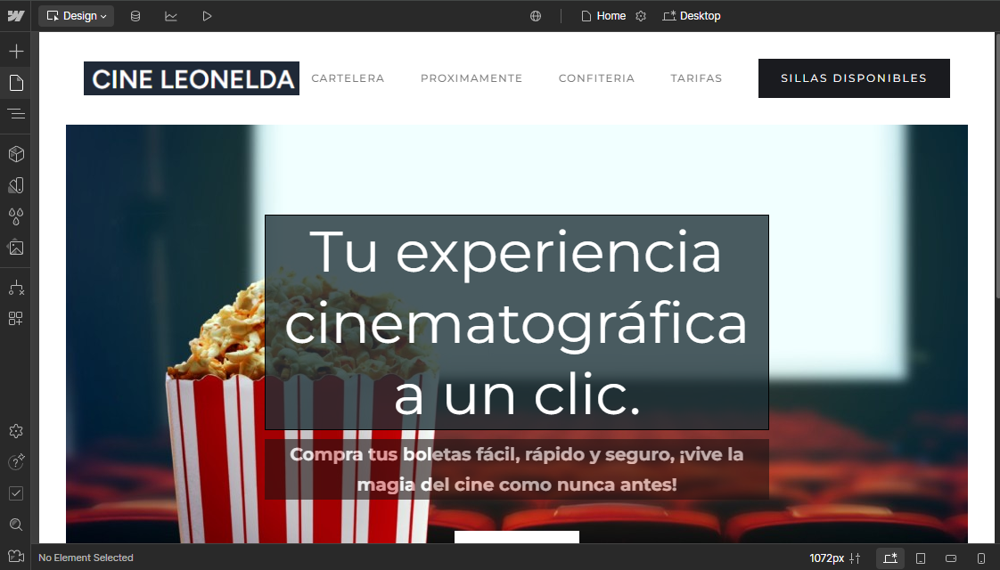 Design
Home
Desktop
CINE LEONELDA
CARTELERA
PROXIMAMENTE
CONFITERIA
TARIFAS
SILLAS DISPONIBLES
Tu experiencia
cinematográfica
a un clic.
Compra tus boletas fácil, rápido y seguro, ¡vive la
magia del cine como nunca antes!
No Element Selected
1072px